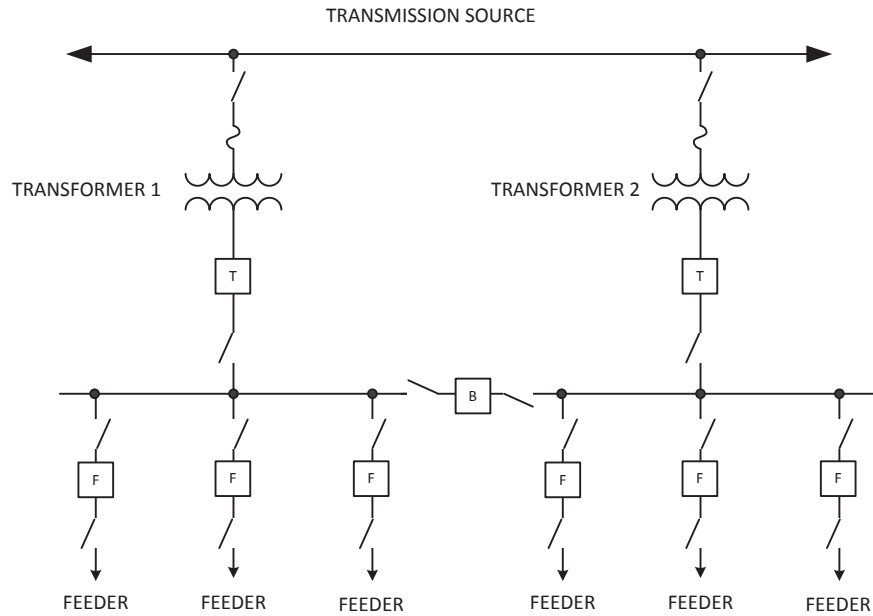 TRANSMISSION SOURCE
TRANSFORMER 1
TRANSFORMER 2
T
T
B
F
F
F
F
F
F
FEEDER
FEEDER
FEEDER
FEEDER
FEEDER
FEEDER